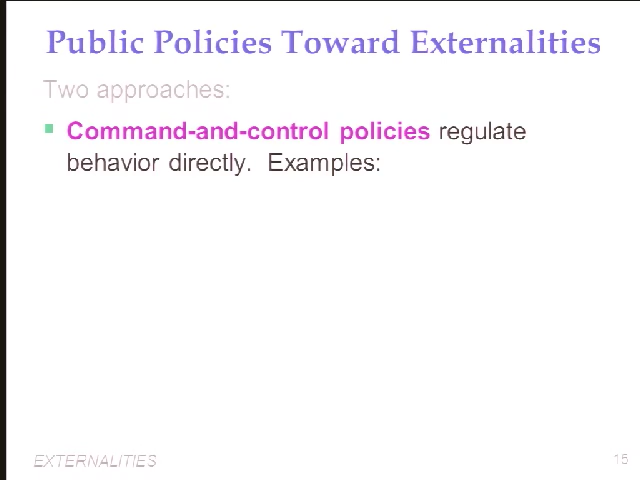 Public Policies Toward Externalities
Two approaches:
Command-and-control policies regulate
behavior directly. Examples:
EXTERNALITIES
15